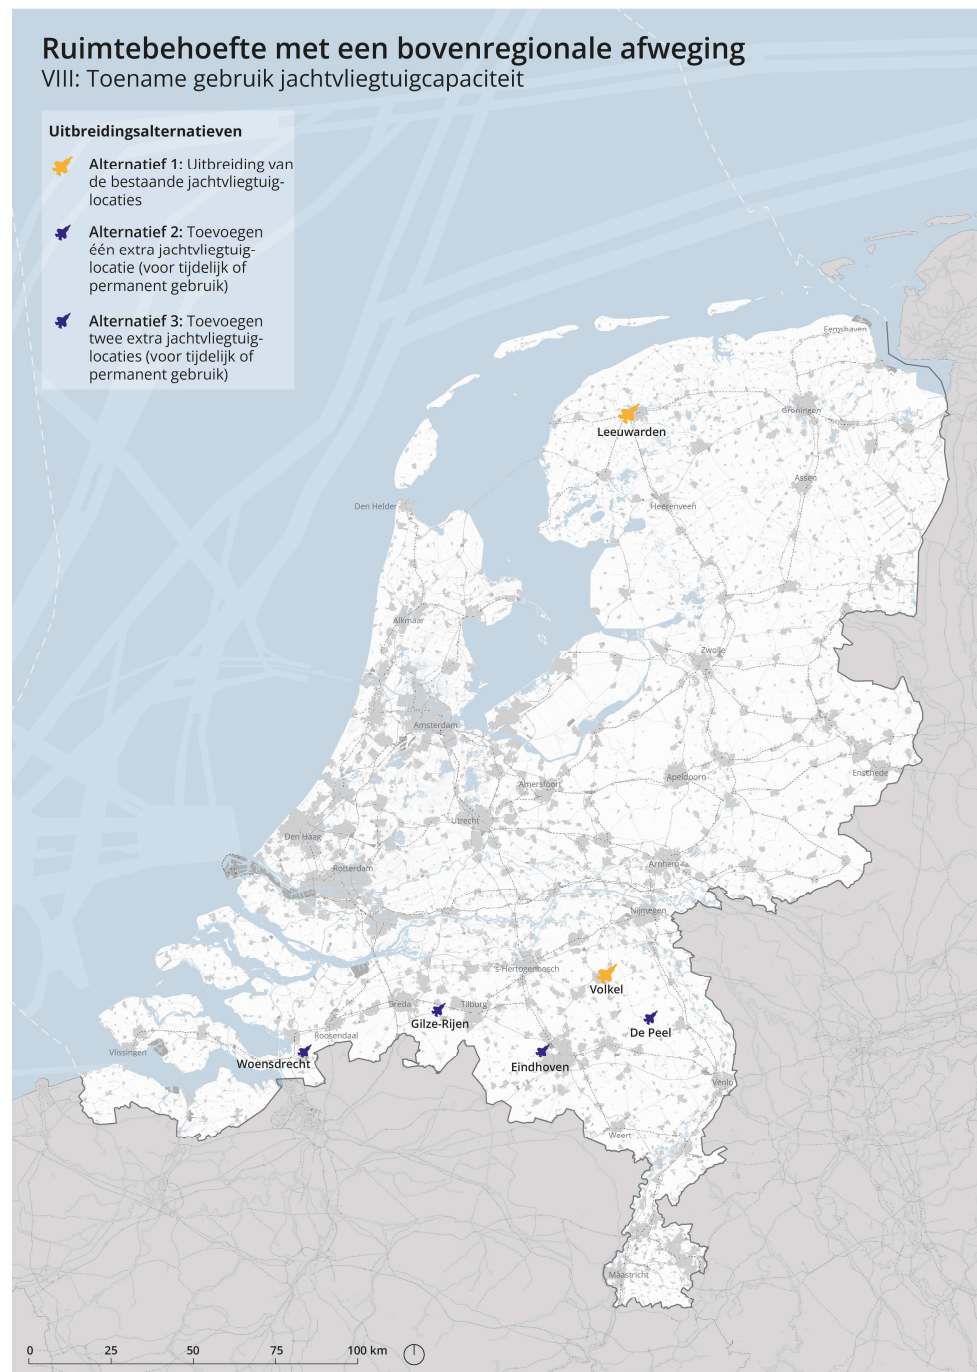 Ruimtebehoefte met een bovenregionale afweging
VIII: Toename gebruik jachtvliegtuigcapaciteit
Uitbreidingsalternatieven
Alternatief 1: Uitbreiding van
de bestaande jachtvliegtuig-
locaties
Alternatief 2: Toevoegen
één extra jachtvliegtuig-
locatie (voor tijdelijk of
permanent gebruik)
Alternatief 3: Toevoegen
twee extra jachtvliegtuig-
locaties (voor tijdelijk of
permanent gebruik)
Eemshaven
Groningen
Leeuwarden
Assen
Den Helder
Heerenveen
Alkmaar
Zwolle
Amsterdam
Enschede
Apeldoorn
Amersfoort
Utrecht
Den Haag
Arnhem
Rotterdam
Nijmegen
's-Hertogenbosch
Volkel
Breda
Tilburg
Gilze-Rijen
De Peel
Roosendaal
Vlissingen
Woensdrecht
Eindhoven
Venlo
Weert
Maastricht
0 25 50 75 100 km